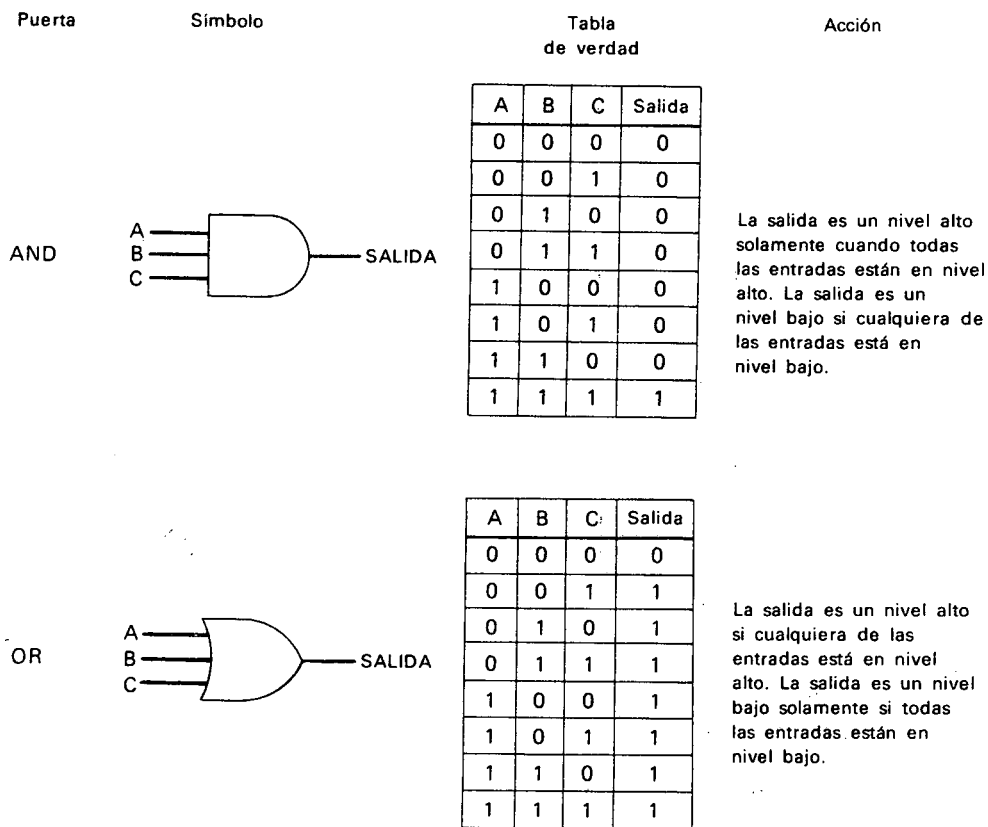 Puerta Símbolo Tabla de verdad Acción
A B C Salida
0 0 0 0
0 0 1 0
0 1 0 0
0 1 1 0
1 0 0 0
1 0 1 0
1 1 0 0
1 1 1 1
AND
A
B
C
SALIDA
La salida es un nivel alto
solamente cuando todas
las entradas están en nivel
alto. La salida es un
nivel bajo si cualquiera de
las entradas está en
nivel bajo.
A B C Salida
0 0 0 0
0 0 1 1
0 1 0 1
0 1 1 1
1 0 0 1
1 0 1 1
1 1 0 1
1 1 1 1
OR
A
B
C
SALIDA
La salida es un nivel alto
si cualquiera de las
entradas está en nivel
alto. La salida es un nivel
bajo solamente si todas
las entradas están en
nivel bajo.